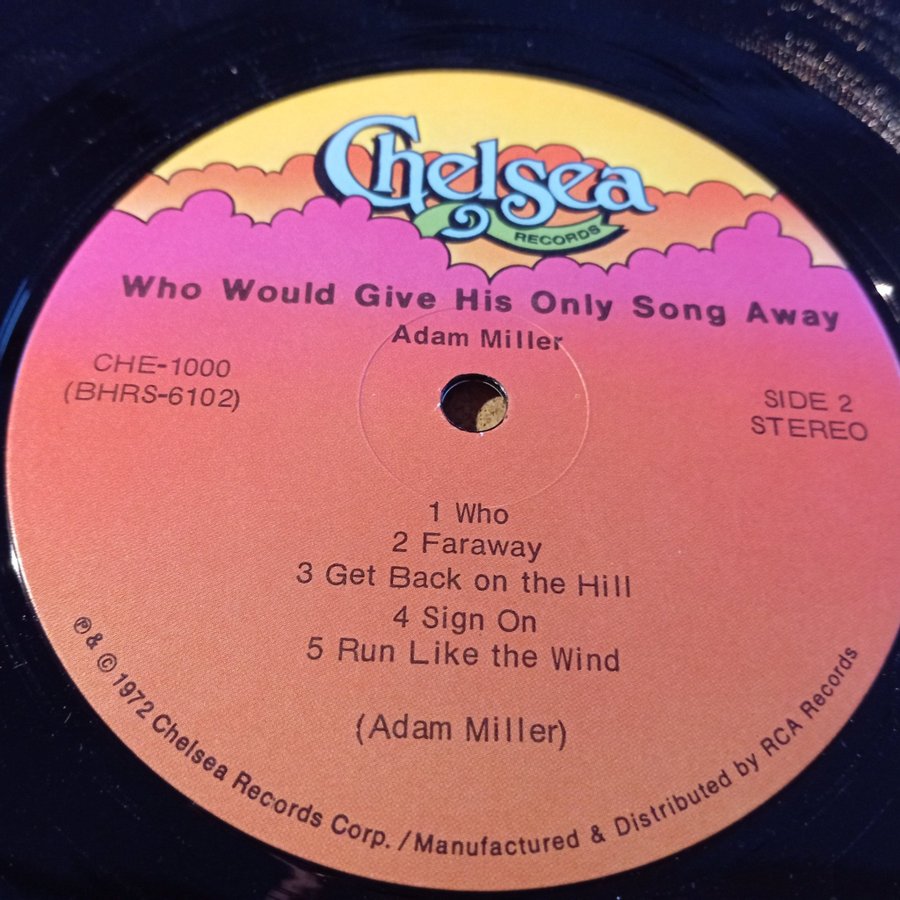 Chelsea
RECORDS
Who Would Give His Only Song Away
Adam Miller
CHE-1000
(BHRS-6102)
SIDE 2
STEREO
1 Who
2 Faraway
3 Get Back on the Hill
4 Sign On
5 Run Like the Wind
(Adam Miller)
℗ & © 1972 Chelsea Records Corp. / Manufactured & Distributed by RCA Records